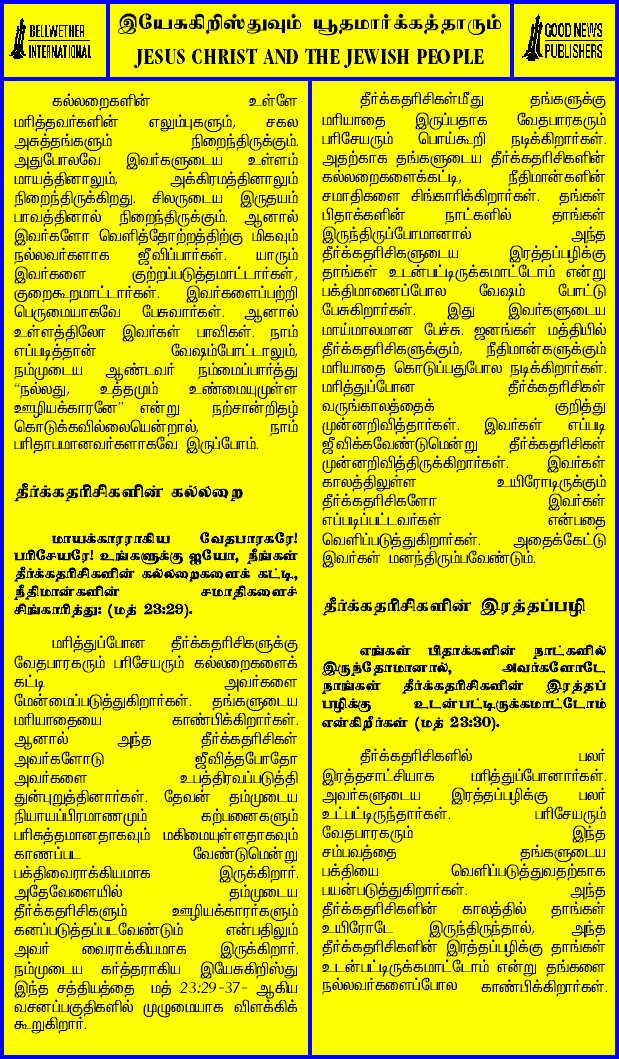 BELLWETHER
INTERNATIONAL
இயேசுகிறிஸ்துவும் யூதமார்க்கத்தாரும்
JESUS CHRIST AND THE JEWISH PEOPLE
GOOD NEWS
PUBLISHERS
கல்லறைகளின் உள்ளே
மரித்தவர்களின் எலும்புகளும், சகல
அசுத்தங்களும் நிறைந்திருக்கும்.
அதுபோலவே இவர்களுடைய உள்ளம்
மாயத்தினாலும், அக்கிரமத்தினாலும்
நிறைந்திருக்கிறது. சிலருடைய இருதயம்
பாவத்தினால் நிறைந்திருக்கும். ஆனால்
இவர்களோ வெளித்தோற்றத்திற்கு மிகவும்
நல்லவர்களாக ஜீவிப்பார்கள். யாரும்
இவர்களை குற்றப்படுத்தமாட்டார்கள்,
குறைகூறமாட்டார்கள். இவர்களைப்பற்றி
பெருமையாகவே பேசுவார்கள். ஆனால்
உள்ளத்திலோ இவர்கள் பாவிகள். நாம்
எப்படித்தான் வேஷம்போட்டாலும்,
நம்முடைய ஆண்டவர் நம்மைப்பார்த்து
“நல்லது, உத்தமும் உண்மையுமுள்ள
ஊழியக்காரனே” என்று நற்சான்றிதழ்
கொடுக்கவில்லையென்றால், நாம்
பரிதாபமானவர்களாகவே இருப்போம்.
தீர்க்கதரிசிகளின் கல்லறை
மாயக்காரராகிய வேதபாரகரே!
பரிசேயரே! உங்களுக்கு ஐயோ, நீங்கள்
தீர்க்கதரிசிகளின் கல்லறைகளைக் கட்டி,
நீதிமான்களின் சமாதிகளைச்
சிங்காரித்து: (மத் 23:29).
மரித்துப்போன தீர்க்கதரிசிகளுக்கு
வேதபாரகரும் பரிசேயரும் கல்லறைகளைக்
கட்டி அவர்களை
மேன்மைப்படுத்துகிறார்கள். தங்களுடைய
மரியாதையை காண்பிக்கிறார்கள்.
ஆனால் அந்த தீர்க்கதரிசிகள்
அவர்களோடு ஜீவித்தபோதோ
அவர்களை உபத்திரவப்படுத்தி
துன்புறுத்தினார்கள். தேவன் தம்முடைய
நியாயப்பிரமாணமும் கற்பனைகளும்
பரிசுத்தமானதாகவும் மகிமையுள்ளதாகவும்
காணப்பட வேண்டுமென்று
பக்திவைராக்கியமாக இருக்கிறார்.
அதேவேளையில் தம்முடைய
தீர்க்கதரிசிகளும் ஊழியக்காரர்களும்
கனப்படுத்தப்படவேண்டும் என்பதிலும்
அவர் வைராக்கியமாக இருக்கிறார்.
நம்முடைய கர்த்தராகிய இயேசுகிறிஸ்து
இந்த சத்தியத்தை மத் 23:29-37- ஆகிய
வசனப்பகுதிகளில் முழுமையாக விளக்கிக்
கூறுகிறார்.
தீர்க்கதரிசிகள்மீது தங்களுக்கு
மரியாதை இருப்பதாக வேதபாரகரும்
பரிசேயரும் பொய்கூறி நடிக்கிறார்கள்.
அதற்காக தங்களுடைய தீர்க்கதரிசிகளின்
கல்லறைகளைக்கட்டி, நீதிமான்களின்
சமாதிகளை சிங்காரிக்கிறார்கள். தங்கள்
பிதாக்களின் நாட்களில் தாங்கள்
இருந்திருப்போமானால் அந்த
தீர்க்கதரிசிகளுடைய இரத்தப்பழிக்கு
தாங்கள் உடன்பட்டிருக்கமாட்டோம் என்று
பக்திமானைப்போல வேஷம் போட்டு
பேசுகிறார்கள். இது இவர்களுடைய
மாய்மாலமான பேச்சு. ஜனங்கள் மத்தியில்
தீர்க்கதரிசிகளுக்கும், நீதிமான்களுக்கும்
மரியாதை கொடுப்பதுபோல நடிக்கிறார்கள்.
மரித்துப்போன தீர்க்கதரிசிகள்
வருங்காலத்தைக் குறித்து
முன்னறிவித்தார்கள். இவர்கள் எப்படி
ஜீவிக்கவேண்டுமென்று தீர்க்கதரிசிகள்
முன்னறிவித்திருக்கிறார்கள். இவர்கள்
காலத்திலுள்ள உயிரோடிருக்கும்
தீர்க்கதரிசிகளோ இவர்கள்
எப்படிப்பட்டவர்கள் என்பதை
வெளிப்படுத்துகிறார்கள். அதைக்கேட்டு
இவர்கள் மனந்திரும்பவேண்டும்.
தீர்க்கதரிசிகளின் இரத்தப்பழி
எங்கள் பிதாக்களின் நாட்களில்
இருந்தோமானால், அவர்களோடே
நாங்கள் தீர்க்கதரிசிகளின் இரத்தப்
பழிக்கு உடன்பட்டிருக்கமாட்டோம்
என்கிறீர்கள் (மத் 23:30).
தீர்க்கதரிசிகளில் பலர்
இரத்தசாட்சியாக மரித்துப்போனார்கள்.
அவர்களுடைய இரத்தப்பழிக்கு பலர்
உட்பட்டிருந்தார்கள். பரிசேயரும்
வேதபாரகரும் இந்த
சம்பவத்தை தங்களுடைய
பக்தியை வெளிப்படுத்துவதற்காக
பயன்படுத்துகிறார்கள். அந்த
தீர்க்கதரிசிகளின் காலத்தில் தாங்கள்
உயிரோடே இருந்திருந்தால், அந்த
தீர்க்கதரிசிகளின் இரத்தப்பழிக்கு தாங்கள்
உடன்பட்டிருக்கமாட்டோம் என்று தங்களை
நல்லவர்களைப்போல காண்பிக்கிறார்கள்.